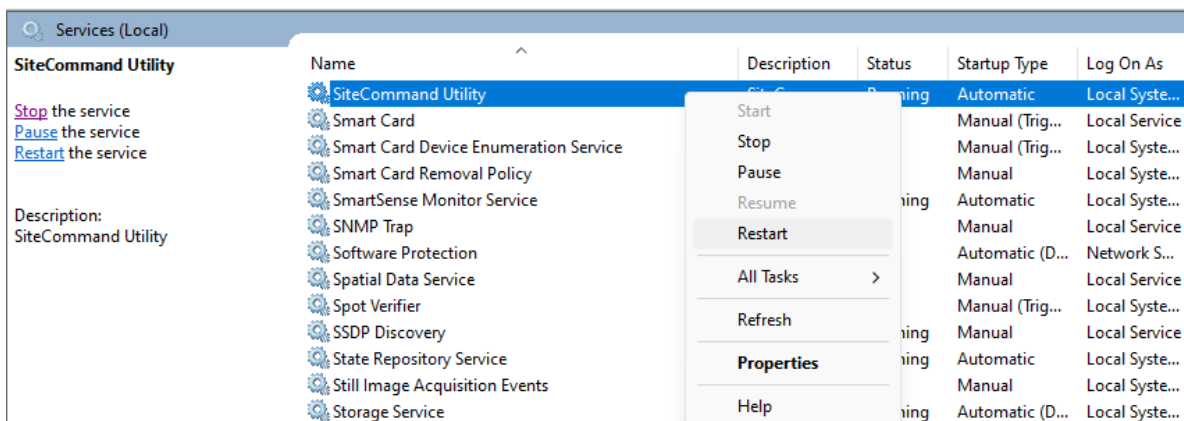 Services (Local)
SiteCommand Utility
Stop the service
Pause the service
Restart the service
Description:
SiteCommand Utility
Name Description Status Startup Type Log On As
SiteCommand Utility Automatic Local Syste...
Smart Card Manual (Trig... Local Service
Smart Card Device Enumeration Service Manual (Trig... Local Syste...
Smart Card Removal Policy Manual Local Syste...
SmartSense Monitor Service ning Automatic Local Syste...
SNMP Trap Manual Local Service
Software Protection Automatic (D... Network S...
Spatial Data Service Manual Local Service
Spot Verifier Manual (Trig... Local Syste...
SSDP Discovery ning Manual Local Service
State Repository Service ning Automatic Local Syste...
Still Image Acquisition Events Manual Local Syste...
Storage Service ning Automatic (D... Local Syste...
Start
Stop
Pause
Resume
Restart
All Tasks
Refresh
Properties
Help